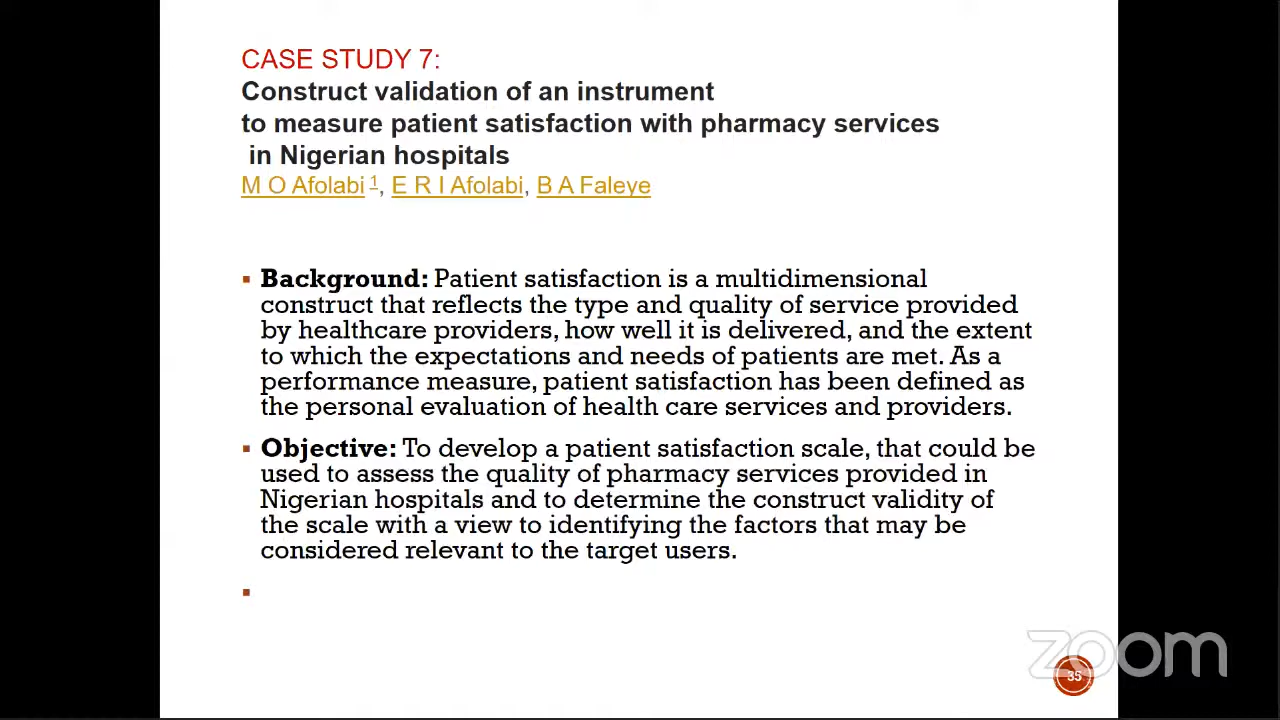 CASE STUDY 7:
Construct validation of an instrument
to measure patient satisfaction with pharmacy services
in Nigerian hospitals
M O Afolabi 1, E R I Afolabi, B A Faleye
▪ Background: Patient satisfaction is a multidimensional
construct that reflects the type and quality of service provided
by healthcare providers, how well it is delivered, and the extent
to which the expectations and needs of patients are met. As a
performance measure, patient satisfaction has been defined as
the personal evaluation of health care services and providers.
▪ Objective: To develop a patient satisfaction scale, that could be
used to assess the quality of pharmacy services provided in
Nigerian hospitals and to determine the construct validity of
the scale with a view to identifying the factors that may be
considered relevant to the target users.
▪
zoom
35